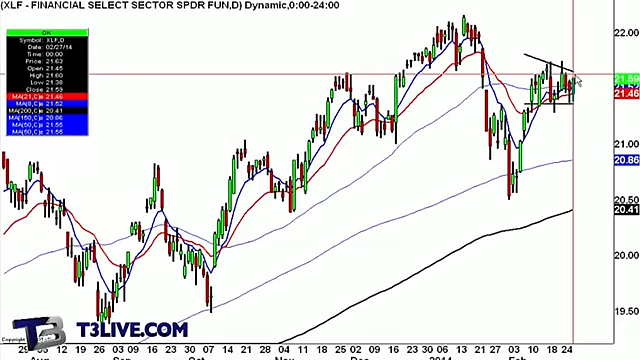 (XLF - FINANCIAL SELECT SECTOR SPDR FUN,D) Dynamic,0:00-24:00
OK
Symbol: XLF,D
Date: 02/27/14
Time: 00:00
Price: 21.63
Open: 21.45
High: 21.60
Low: 21.38
Close: 21.59
MA(21,C)= 21.46
MA(8,C)= 21.52
MA(200,C)= 20.41
MA(150,C)= 20.86
MA(50,C)= 21.55
MA(50,C)= 21.55
22.00
21.59
21.46
21.00
20.86
20.50
20.41
20.00
19.50
29 05 12 19 26 03 09 16 23 07 14 21 28 11 18 25 09 16 23 06 13 21 27 10 18 24
Aug Sep Oct Nov Dec 2014 Feb
T3LIVE.COM